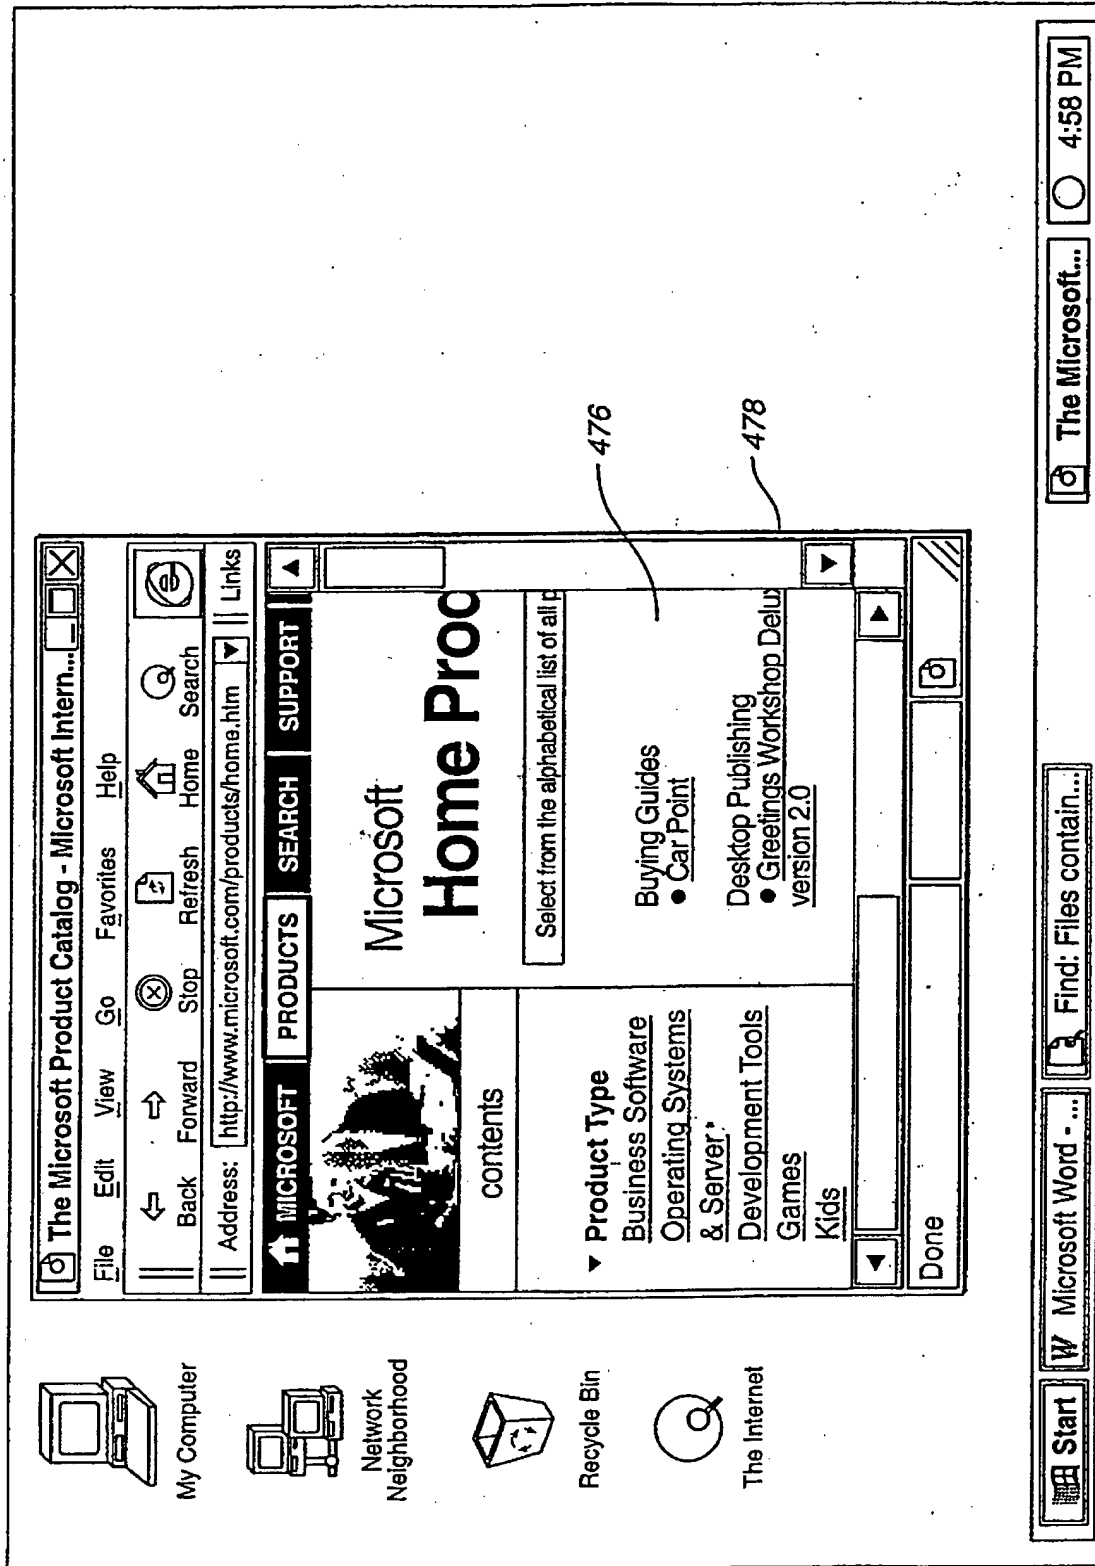 The Microsoft Product Catalog - Microsoft Intern...
File Edit View Go Favorites Help
Back Forward Stop Refresh Home Search
Address: http://www.microsoft.com/products/home.htm Links
MICROSOFT PRODUCTS SEARCH SUPPORT
Microsoft
Home Prod
contents
Select from the alphabetical list of all p
Product Type
Business Software
Operating Systems
& Server
Development Tools
Games
Kids
Buying Guides
• Car Point
Desktop Publishing
• Greetings Workshop Delux
version 2.0
Done
476
478
My Computer
Network
Neighborhood
Recycle Bin
The Internet
Start W Microsoft Word - ... Find: Files contain... The Microsoft... 4:58 PM